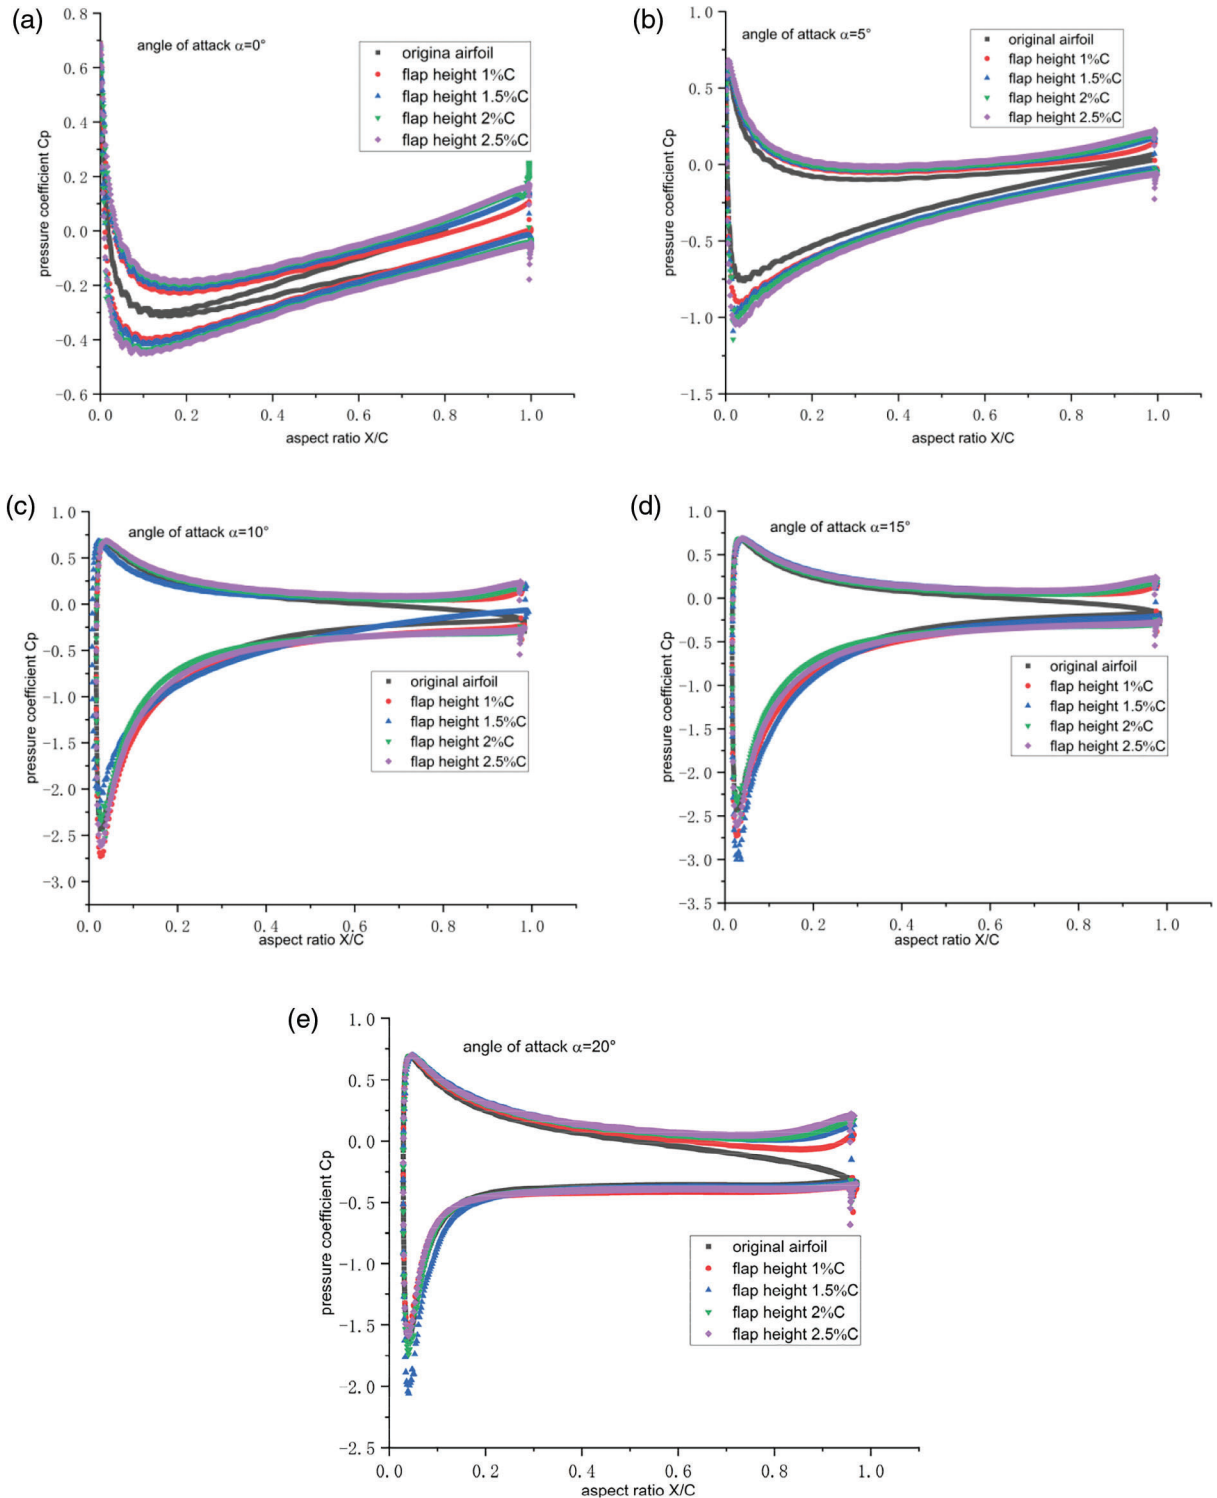 (a)
angle of attack α=0°
origina airfoil
flap height 1%C
flap height 1.5%C
flap height 2%C
flap height 2.5%C
0.8
0.6
0.4
0.2
0.0
-0.2
-0.4
-0.6
pressure coefficient Cp
0.0 0.2 0.4 0.6 0.8 1.0
aspect ratio X/C
(b)
angle of attack α=5°
original airfoil
flap height 1%C
flap height 1.5%C
flap height 2%C
flap height 2.5%C
1.0
0.5
0.0
-0.5
-1.0
-1.5
pressure coefficient Cp
0.0 0.2 0.4 0.6 0.8 1.0
aspect ratio X/C
(c)
angle of attack α=10°
1.0
0.5
0.0
-0.5
-1.0
-1.5
-2.0
-2.5
-3.0
pressure coefficient Cp
original airfoil
flap height 1%C
flap height 1.5%C
flap height 2%C
flap height 2.5%C
0.0 0.2 0.4 0.6 0.8 1.0
aspect ratio X/C
(d)
angle of attack α=15°
1.0
0.5
0.0
-0.5
-1.0
-1.5
-2.0
-2.5
-3.0
-3.5
pressure coefficient Cp
original airfoil
flap height 1%C
flap height 1.5%C
flap height 2%C
flap height 2.5%C
0.0 0.2 0.4 0.6 0.8 1.0
aspect ratio X/C
(e)
angle of attack α=20°
1.0
0.5
0.0
-0.5
-1.0
-1.5
-2.0
-2.5
pressure coefficient Cp
original airfoil
flap height 1%C
flap height 1.5%C
flap height 2%C
flap height 2.5%C
0.0 0.2 0.4 0.6 0.8 1.0
aspect ratio X/C